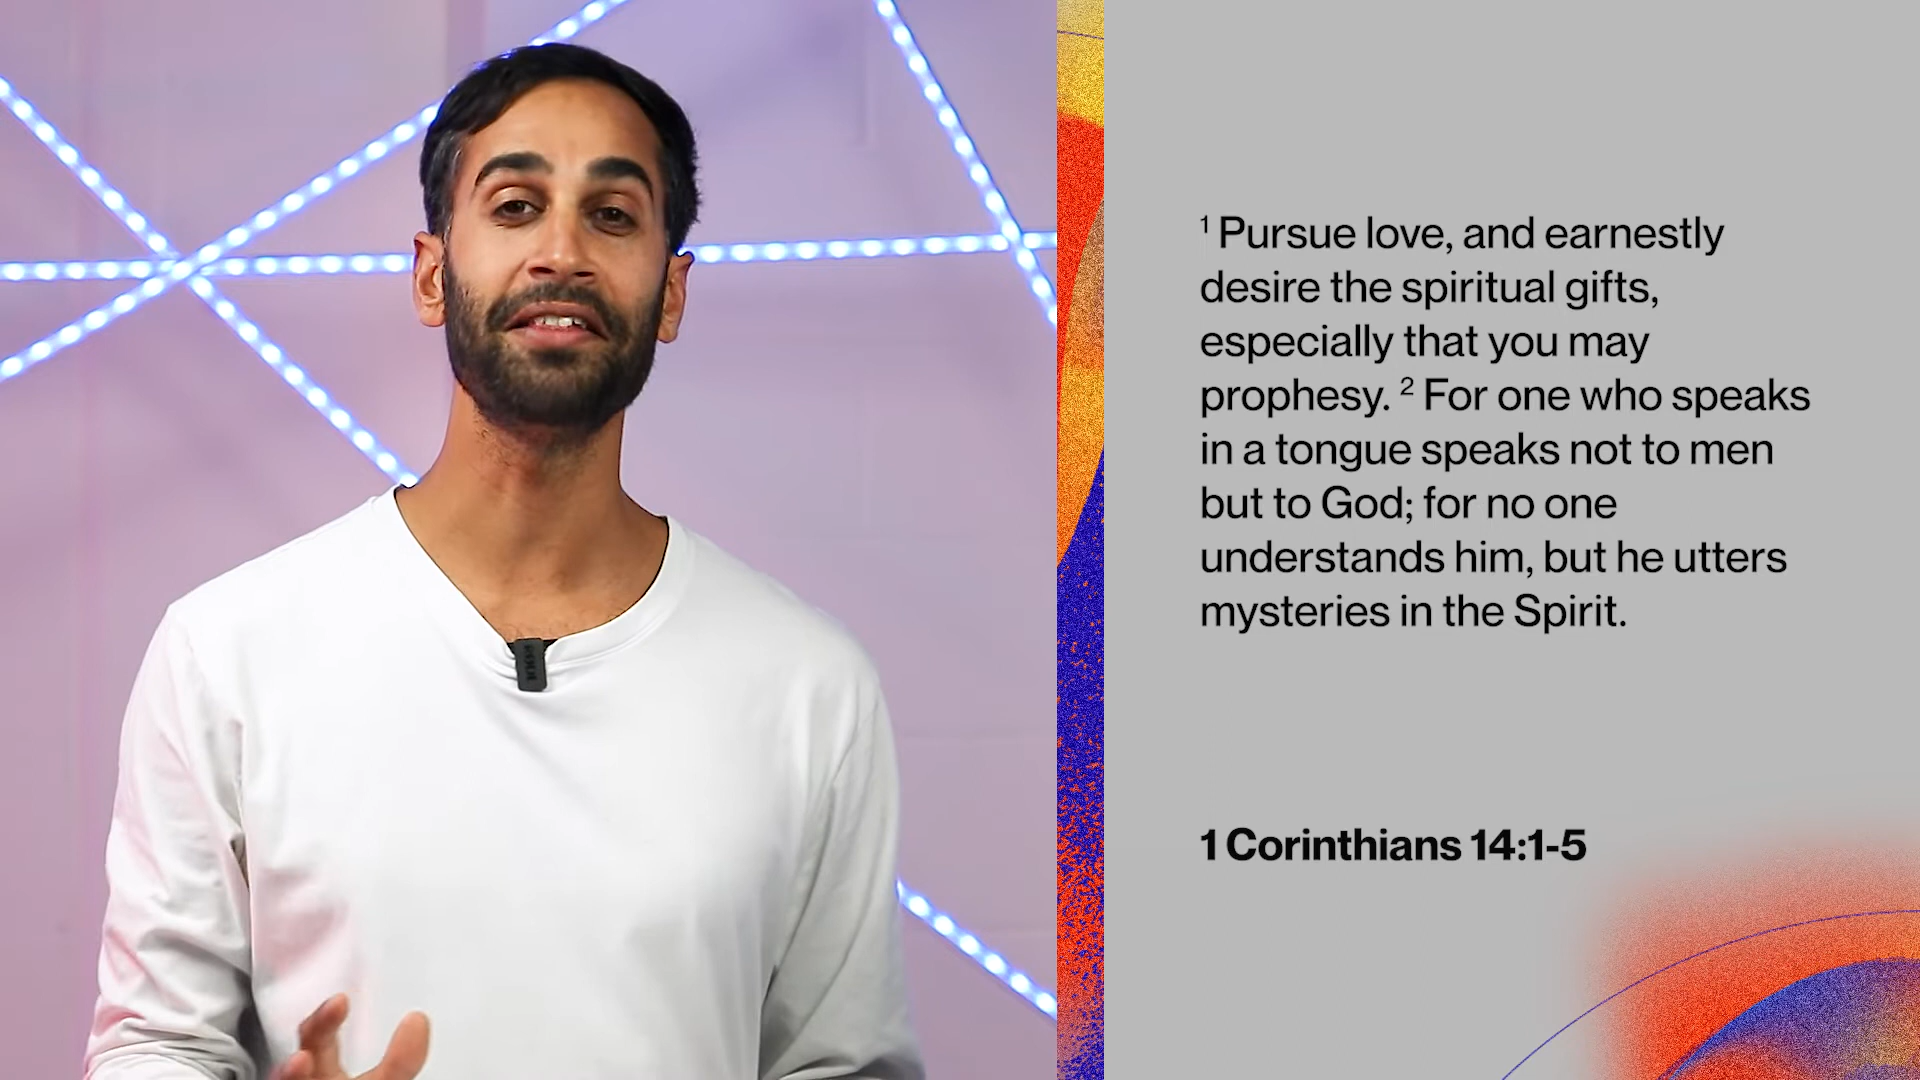 1 Pursue love, and earnestly
desire the spiritual gifts,
especially that you may
prophesy. 2 For one who speaks
in a tongue speaks not to men
but to God; for no one
understands him, but he utters
mysteries in the Spirit.
1 Corinthians 14:1-5